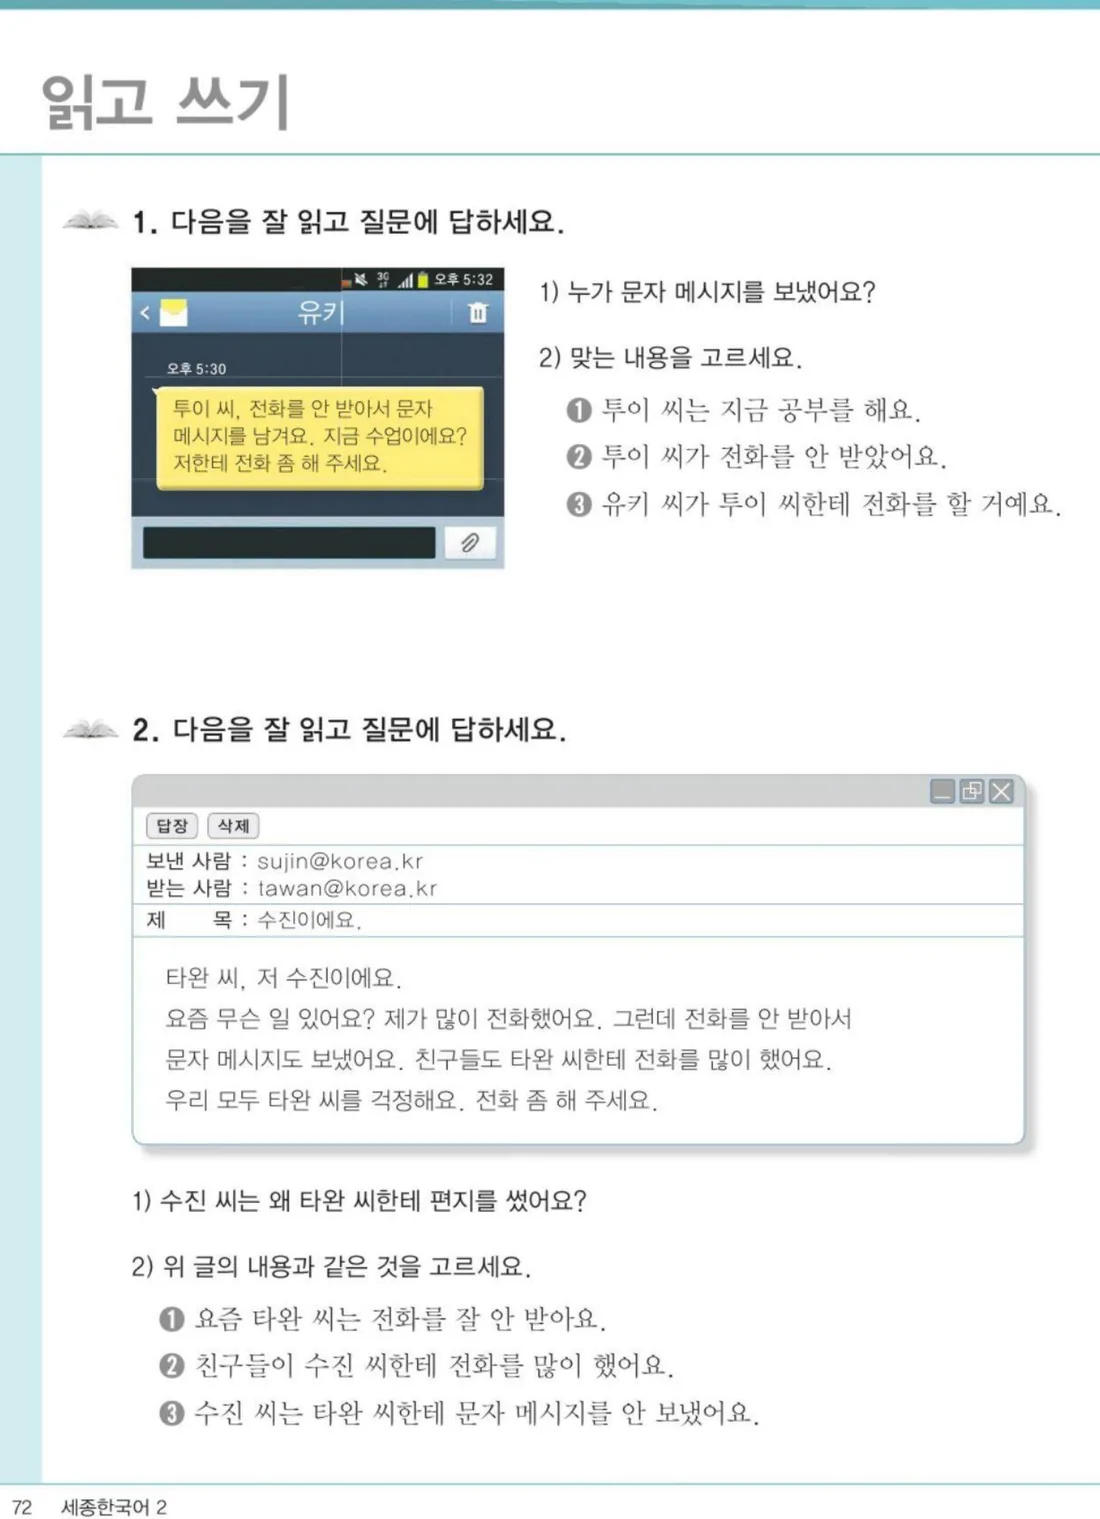 읽고 쓰기
1. 다음을 잘 읽고 질문에 답하세요.
3G 오후 5:32
유키
오후 5:30
투이 씨, 전화를 안 받아서 문자
메시지를 남겨요. 지금 수업이에요?
저한테 전화 좀 해 주세요.
1) 누가 문자 메시지를 보냈어요?
2) 맞는 내용을 고르세요.
❶ 투이 씨는 지금 공부를 해요.
❷ 투이 씨가 전화를 안 받았어요.
❸ 유키 씨가 투이 씨한테 전화를 할 거예요.
2. 다음을 잘 읽고 질문에 답하세요.
답장 삭제
보낸 사람 : sujin@korea.kr
받는 사람 : tawan@korea.kr
제 목 : 수진이에요.
타완 씨, 저 수진이에요.
요즘 무슨 일 있어요? 제가 많이 전화했어요. 그런데 전화를 안 받아서
문자 메시지도 보냈어요. 친구들도 타완 씨한테 전화를 많이 했어요.
우리 모두 타완 씨를 걱정해요. 전화 좀 해 주세요.
1) 수진 씨는 왜 타완 씨한테 편지를 썼어요?
2) 위 글의 내용과 같은 것을 고르세요.
❶ 요즘 타완 씨는 전화를 잘 안 받아요.
❷ 친구들이 수진 씨한테 전화를 많이 했어요.
❸ 수진 씨는 타완 씨한테 문자 메시지를 안 보냈어요.
72 세종한국어 2